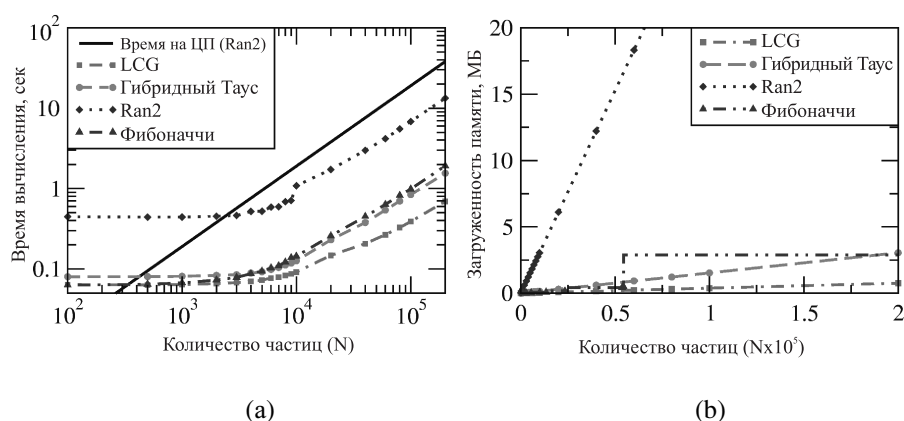 Время вычисления, сек
10²
10
1
0.1
Время на ЦП (Ran2)
LCG
Гибридный Таус
Ran2
Фибоначчи
10² 10³ 10⁴ 10⁵
Количество частиц (N)
(а)
Загруженность памяти, МБ
20
15
10
5
0
LCG
Гибридный Таус
Ran2
Фибоначчи
0 0.5 1 1.5 2
Количество частиц (Nx10⁵)
(b)